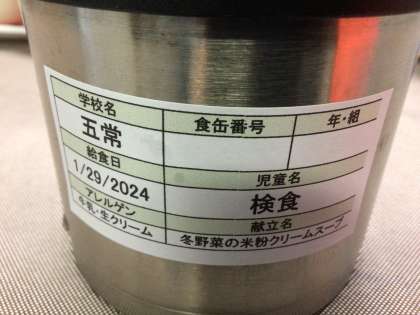 学校名
五常
給食日
1/29/2024
アレルゲン
牛乳・生クリーム
食缶番号
年・組
児童名
検食
献立名
冬野菜の米粉クリームスープ